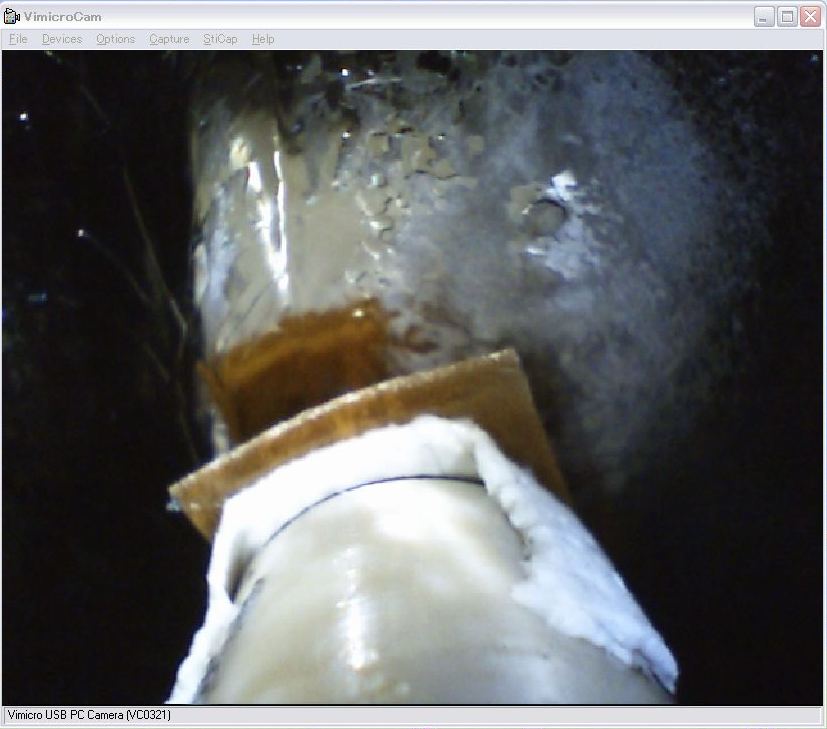 VimicroCam
File Devices Options Capture StiCap Help
Vimicro USB PC Camera (VC0321)